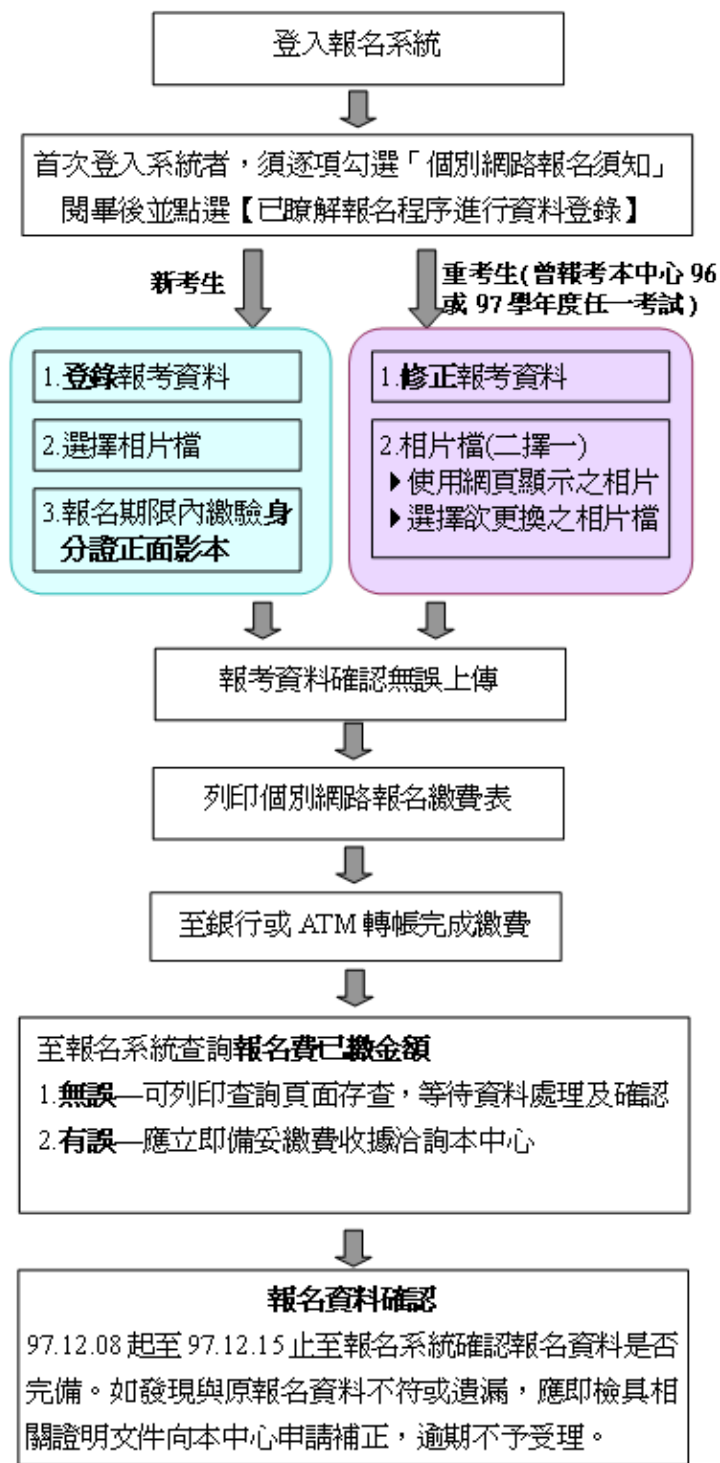 登入報名系統
首次登入系統者，須逐項勾選「個別網路報名須知」
閱畢後並點選【已瞭解報名程序進行資料登錄】
新考生
重考生(曾報考本中心 96
或 97 學年度任一考試)
1.登錄報考資料
2.選擇相片檔
3.報名期限內繳驗身
分證正面影本
1.修正報考資料
2.相片檔(二擇一)
▶使用網頁顯示之相片
▶選擇欲更換之相片檔
報考資料確認無誤上傳
列印個別網路報名繳費表
至銀行或 ATM 轉帳完成繳費
至報名系統查詢報名費已繳金額
1.無誤—可列印查詢頁面存查，等待資料處理及確認
2.有誤—應立即備妥繳費收據洽詢本中心
報名資料確認
97.12.08 起至 97.12.15 止至報名系統確認報名資料是否
完備。如發現與原報名資料不符或遺漏，應即檢具相
關證明文件向本中心申請補正，逾期不予受理。